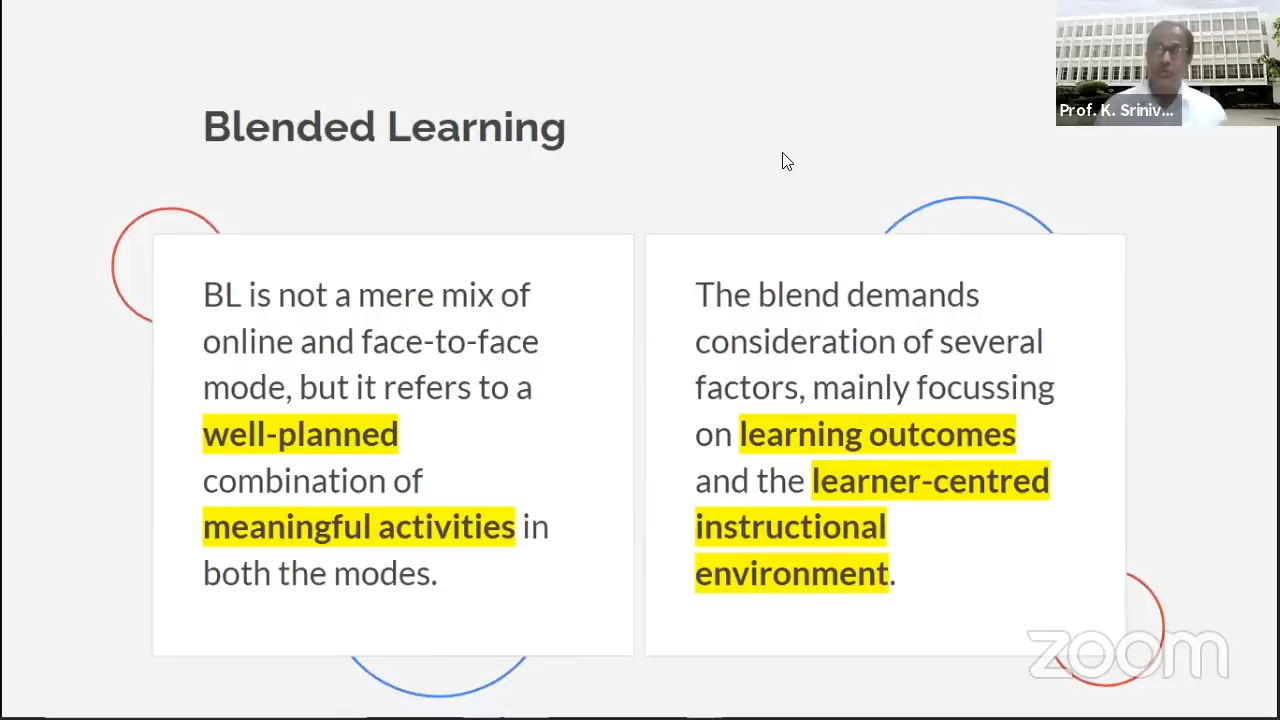 Prof. K. Sriniv...
Blended Learning
BL is not a mere mix of
online and face-to-face
mode, but it refers to a
well-planned
combination of
meaningful activities in
both the modes.
The blend demands
consideration of several
factors, mainly focussing
on learning outcomes
and the learner-centred
instructional
environment.
zoom